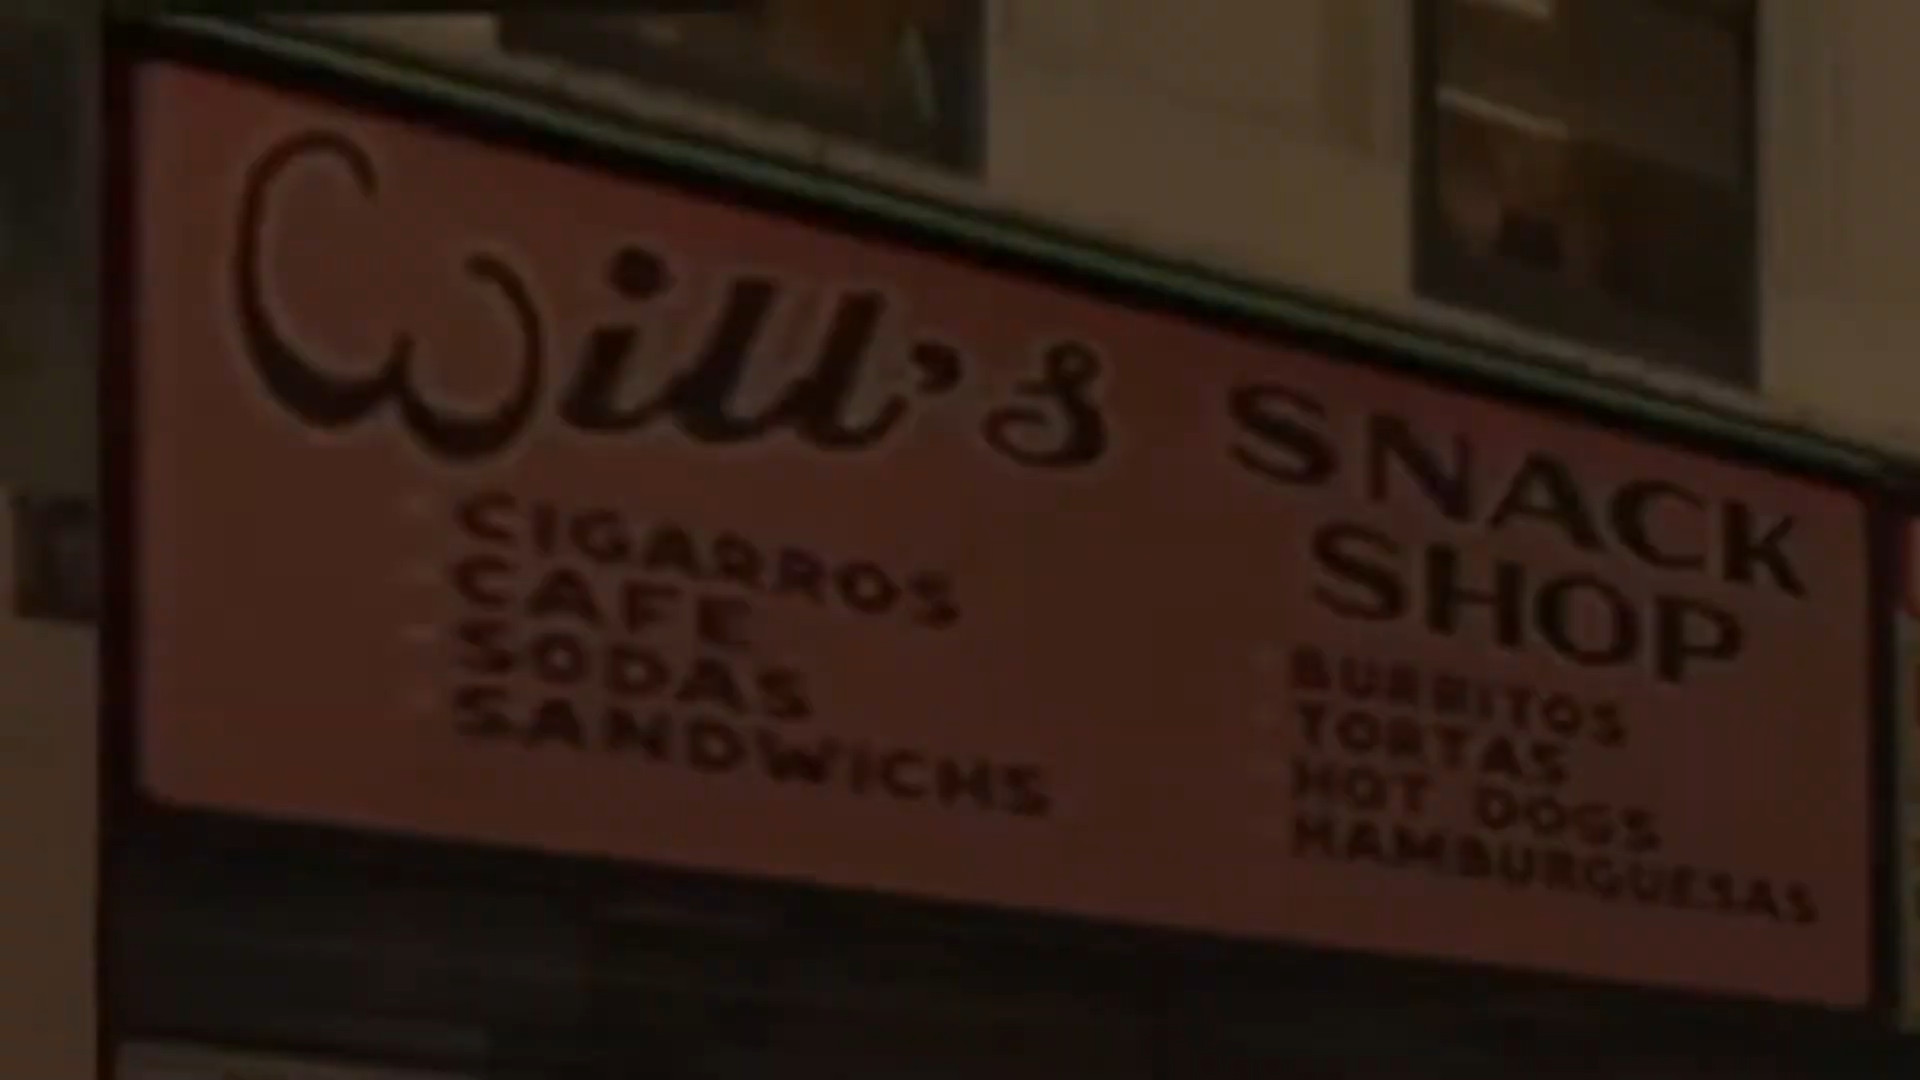 Will's SNACK
SHOP
CIGARROS
CAFE
SODAS
SANDWICHS
BURRITOS
TORTAS
HOT DOGS
HAMBURGUESAS